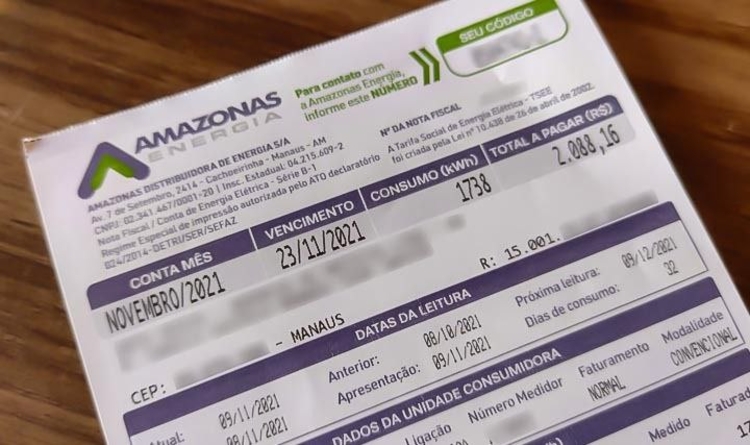 SEU CÓDIGO
Para contato com
a Amazonas Energia,
informe este NÚMERO
AMAZONAS
ENERGIA
AMAZONAS DISTRIBUIDORA DE ENERGIA S/A
Av. 7 de Setembro, 2414 - Cachoeirinha - Manaus - AM
CNPJ: 02.341.467/0001-20 | Insc. Estadual: 04.215.609-2
Nota Fiscal / Conta de Energia Elétrica - Série B-1
Regime Especial de impressão autorizada pelo ATO declaratório
024/2014-DETRI/SER/SEFAZ
Nº DA NOTA FISCAL
A Tarifa Social de Energia Elétrica - TSEE
foi criada pela Lei nº 10.438 de 26 de abril de 2002.
CONTA MÊS
VENCIMENTO
CONSUMO (kWh)
TOTAL A PAGAR (R$)
NOVEMBRO/2021
23/11/2021
1738
2.088,16
R: 15.001.
- MANAUS
CEP:
DATAS DA LEITURA
Atual: 09/11/2021
Anterior: 08/10/2021
Próxima leitura: 09/12/2021
09/11/2021
Apresentação: 09/11/2021
Dias de consumo: 32
DADOS DA UNIDADE CONSUMIDORA
Ligação
Número Medidor
Faturamento
Modalidade
NORMAL
CONVENCIONAL
Medido